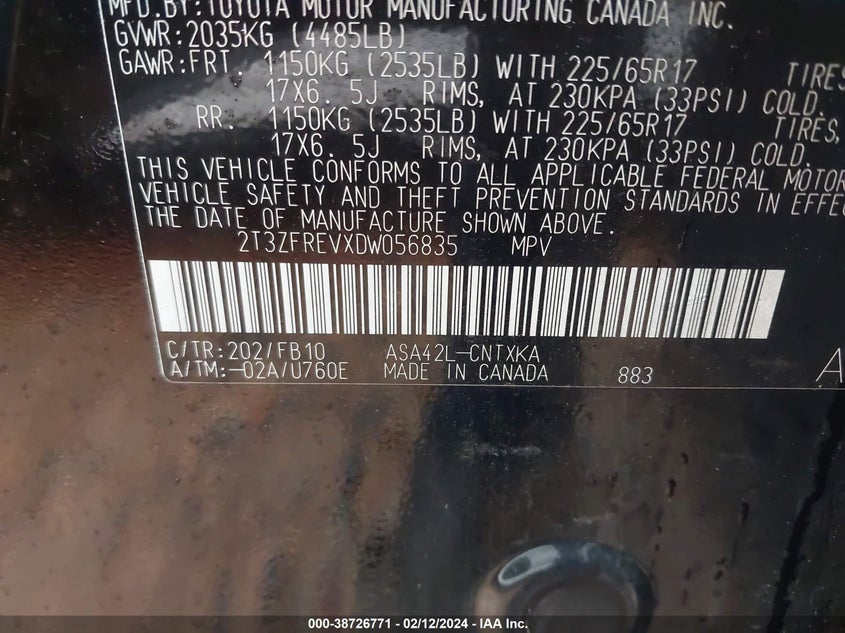 MFD.BY:TOYOTA MOTOR MANUFACTURING CANADA INC.
GVWR:2035KG (4485LB)
GAWR:FRT. 1150KG (2535LB) WITH 225/65R17 TIRES
17X6.5J RIMS, AT 230KPA (33PSI) COLD.
RR. 1150KG (2535LB) WITH 225/65R17 TIRES,
17X6.5J RIMS, AT 230KPA (33PSI) COLD.
THIS VEHICLE CONFORMS TO ALL APPLICABLE FEDERAL MOTOR
VEHICLE SAFETY AND THEFT PREVENTION STANDARDS IN EFFEC
THE DATE OF MANUFACTURE SHOWN ABOVE.
2T3ZFREVXDW056835 MPV
C/TR:202/FB10 ASA42L-CNTXKA
A/TM:-02A/U760E MADE IN CANADA 883 A
000-38726771 - 02/12/2024 - IAA Inc.